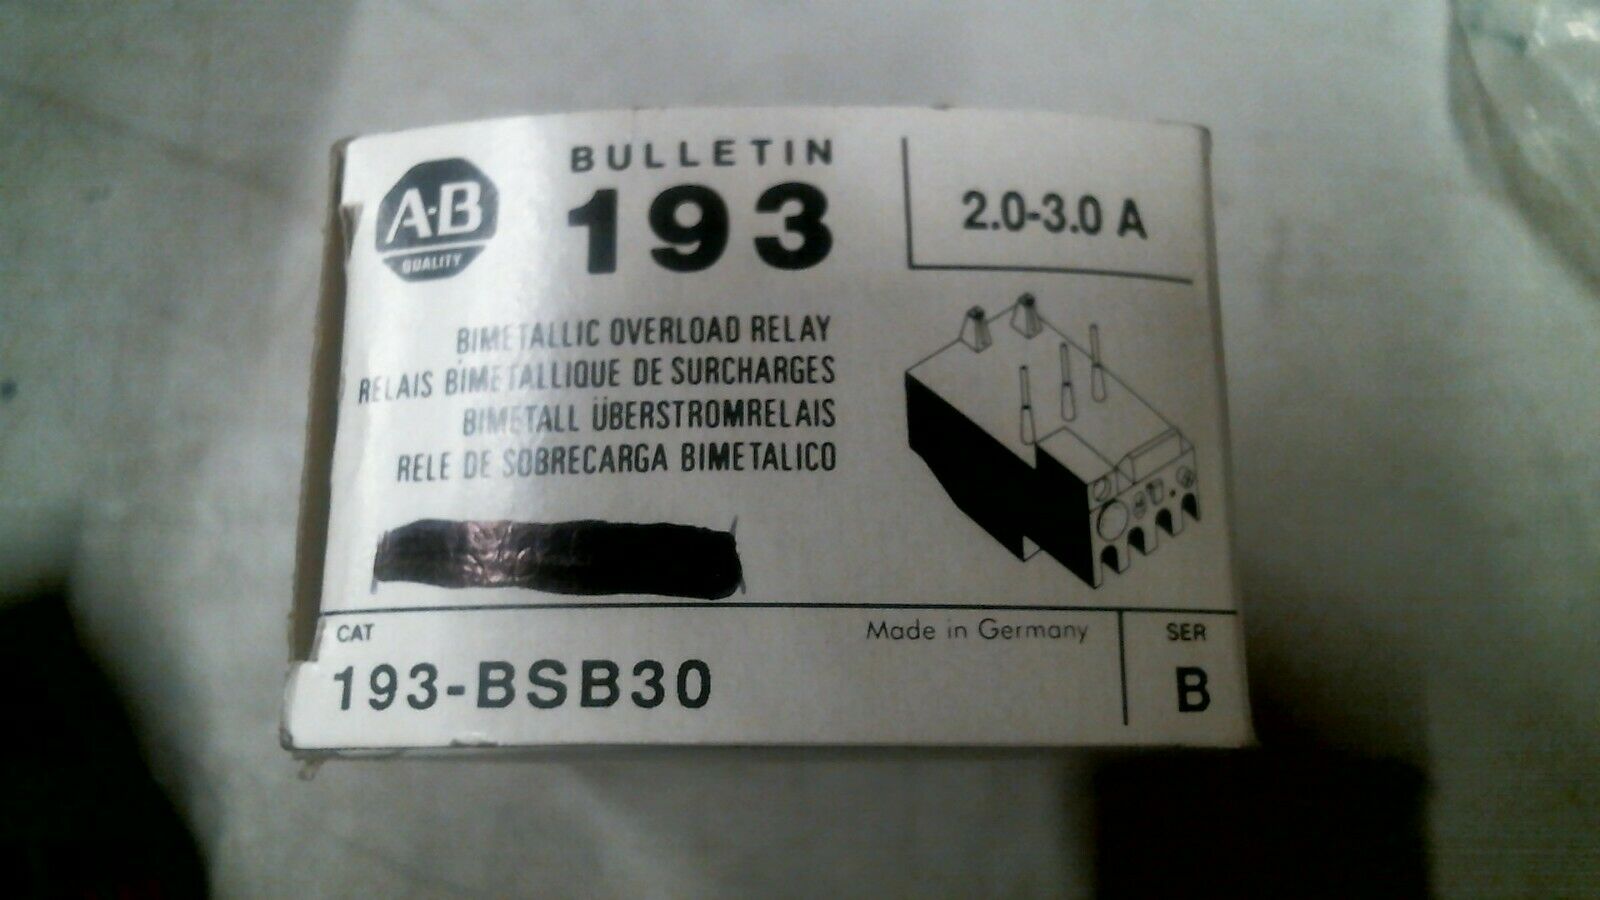 A-B
QUALITY
BULLETIN
193
2.0-3.0 A
BIMETALLIC OVERLOAD RELAY
RELAIS BIMETALLIQUE DE SURCHARGES
BIMETALL ÜBERSTROMRELAIS
RELE DE SOBRECARGA BIMETALICO
CAT
193-BSB30
Made in Germany
SER
B